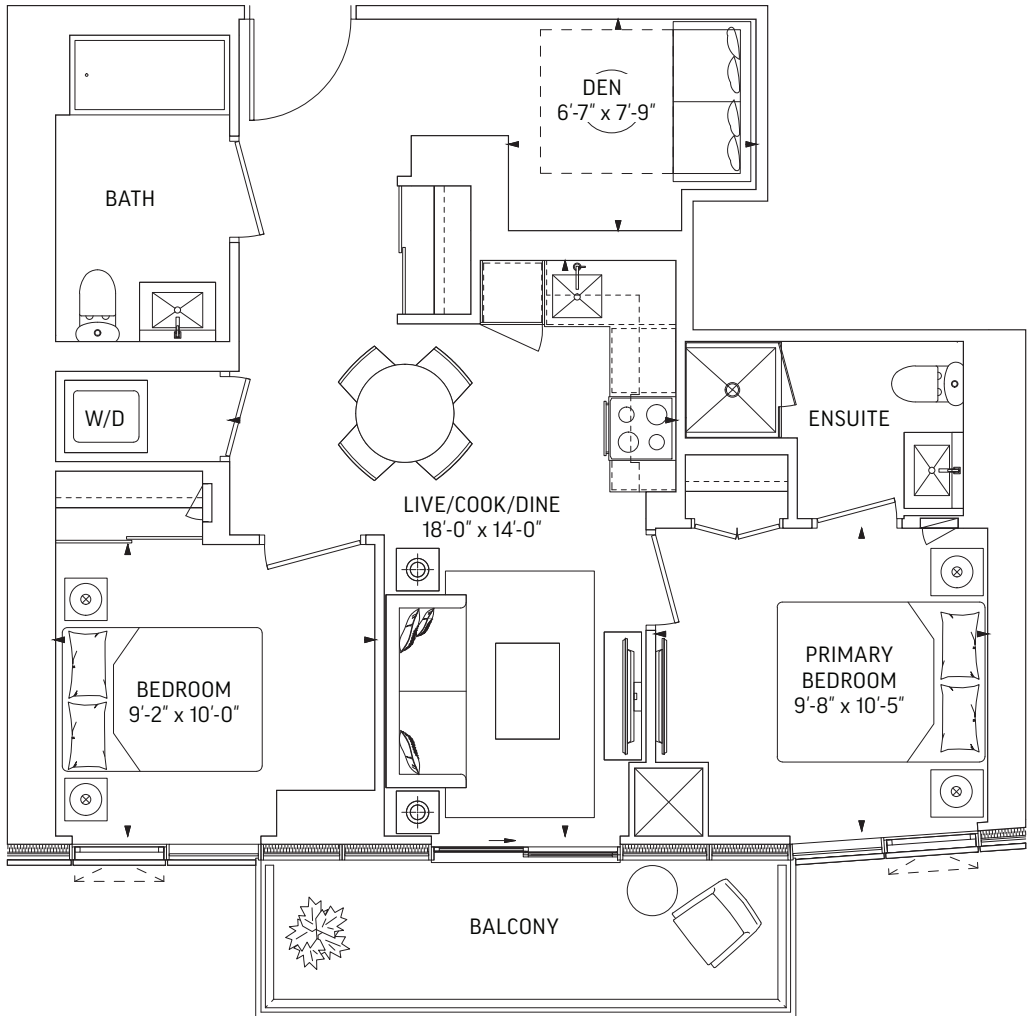 DEN
6'-7" x 7'-9"
BATH
W/D
ENSUITE
LIVE/COOK/DINE
18'-0" x 14'-0"
BEDROOM
9'-2" x 10'-0"
PRIMARY
BEDROOM
9'-8" x 10'-5"
BALCONY